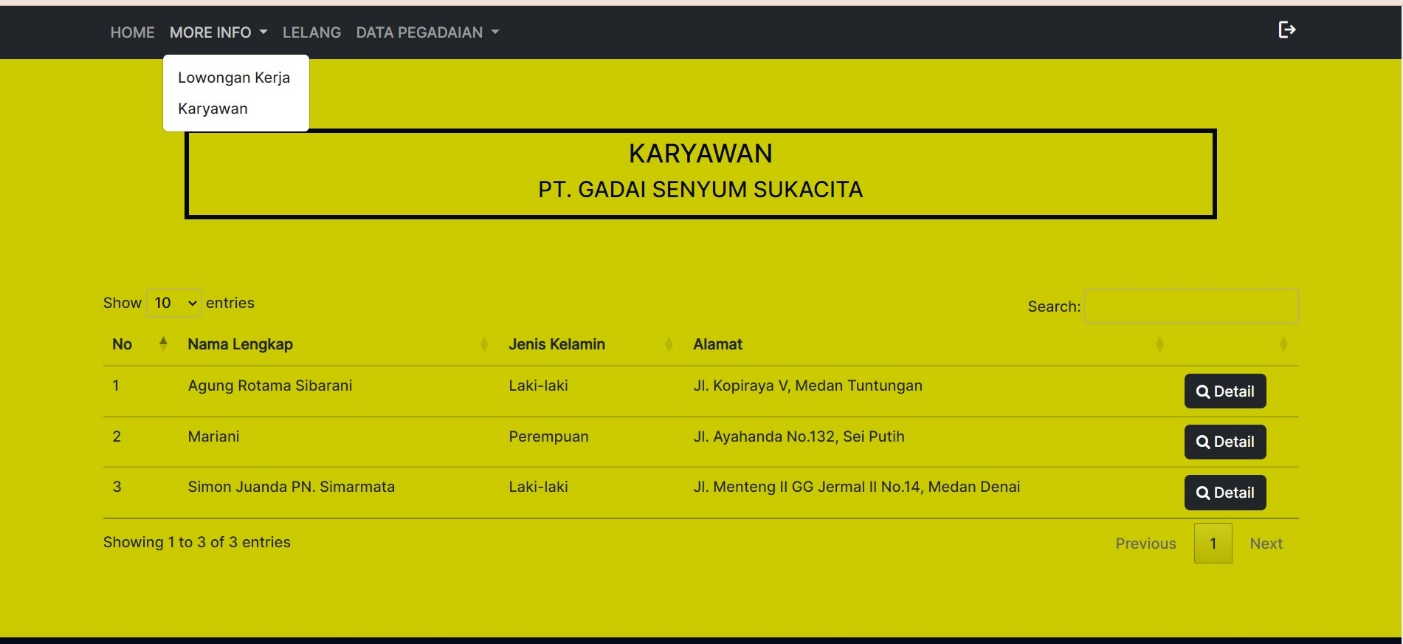 HOME MORE INFO LELANG DATA PEGADAIAN
Lowongan Kerja
Karyawan
KARYAWAN
PT. GADAI SENYUM SUKACITA
Show 10 entries Search:
No Nama Lengkap Jenis Kelamin Alamat
1 Agung Rotama Sibarani Laki-laki Jl. Kopiraya V, Medan Tuntungan Detail
2 Mariani Perempuan Jl. Ayahanda No.132, Sei Putih Detail
3 Simon Juanda PN. Simarmata Laki-laki Jl. Menteng II GG Jermal II No.14, Medan Denai Detail
Showing 1 to 3 of 3 entries Previous 1 Next